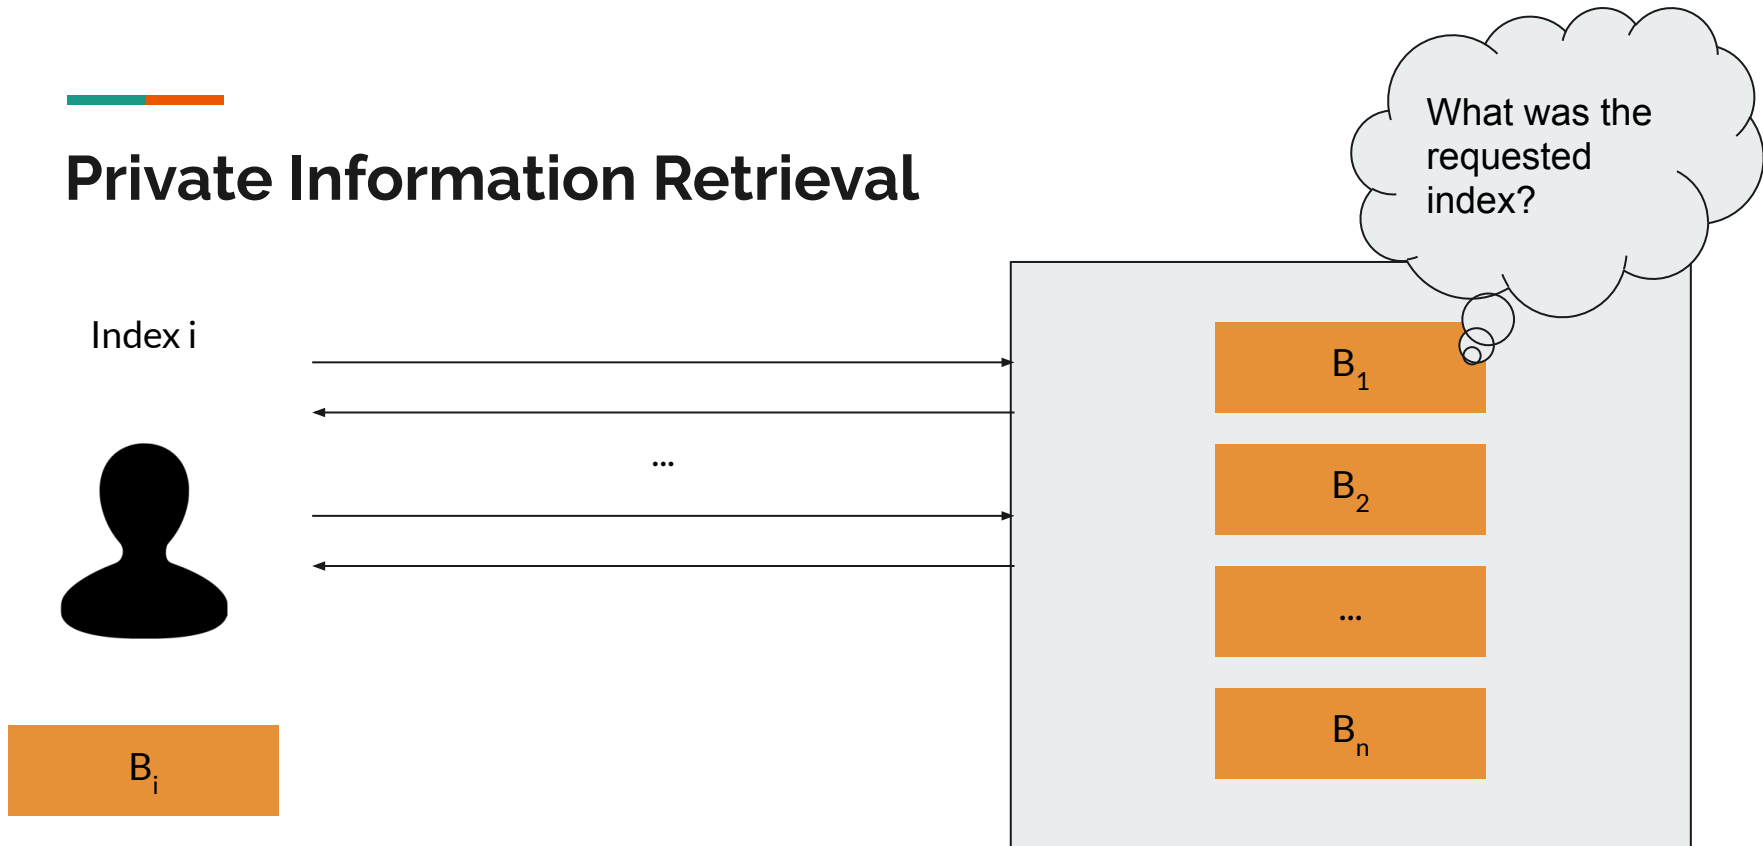 Private Information Retrieval
What was the
requested
index?
Index i
...
B₁
B₂
...
Bₙ
Bᵢ